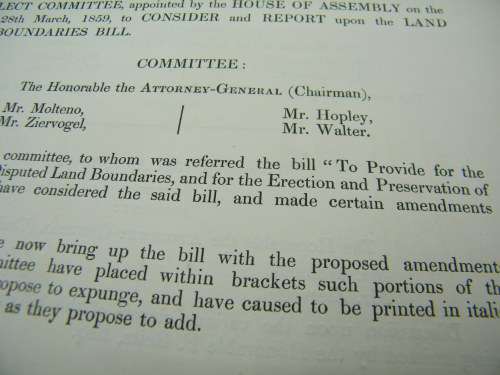 LECT COMMITTEE, appointed by the HOUSE OF ASSEMBLY on the
28th March, 1859, to CONSIDER and REPORT upon the LAND
BOUNDARIES BILL.
COMMITTEE:
The Honorable the ATTORNEY-GENERAL (Chairman),
Mr. Molteno,
Mr. Ziervogel,
Mr. Hopley,
Mr. Walter.
committee, to whom was referred the bill "To Provide for the
isputed Land Boundaries, and for the Erection and Preservation of
have considered the said bill, and made certain amendments
e now bring up the bill with the proposed amendments
mittee have placed within brackets such portions of th
ropose to expunge, and have caused to be printed in itali
as they propose to add.